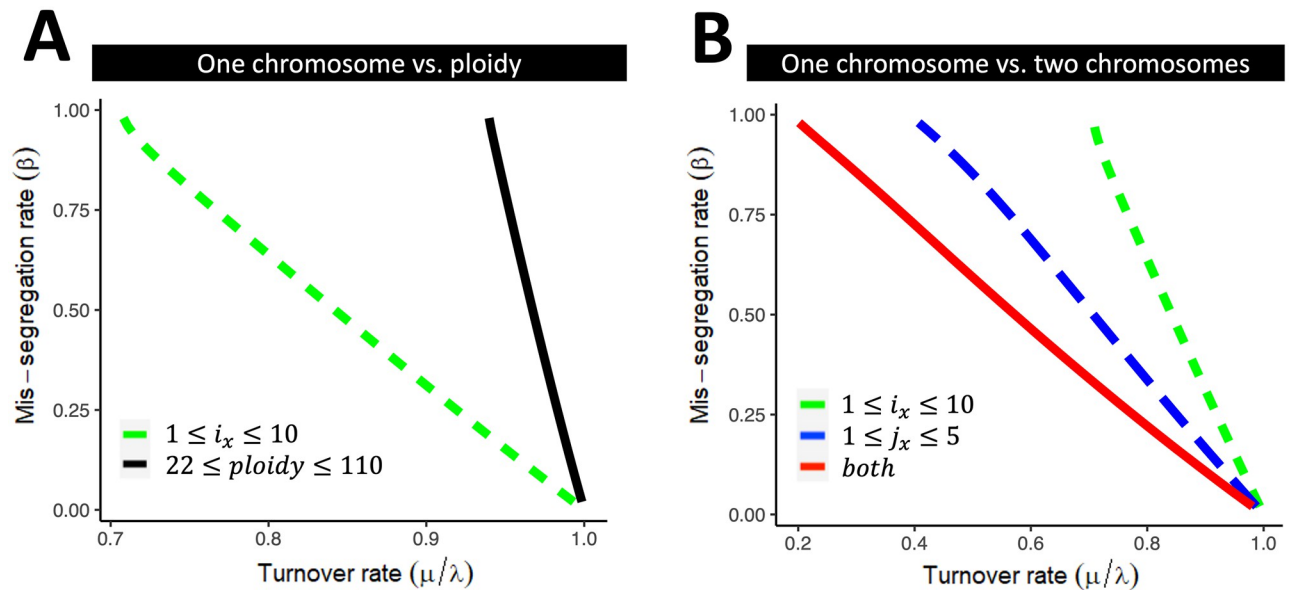 A
One chromosome vs. ploidy
Mis – segregation rate (β)
1.00
0.75
0.50
0.25
0.00
1 ≤ iₓ ≤ 10
22 ≤ ploidy ≤ 110
0.7 0.8 0.9 1.0
Turnover rate (μ/λ)
B
One chromosome vs. two chromosomes
Mis – segregation rate (β)
1.00
0.75
0.50
0.25
0.00
1 ≤ iₓ ≤ 10
1 ≤ jₓ ≤ 5
both
0.2 0.4 0.6 0.8 1.0
Turnover rate (μ/λ)